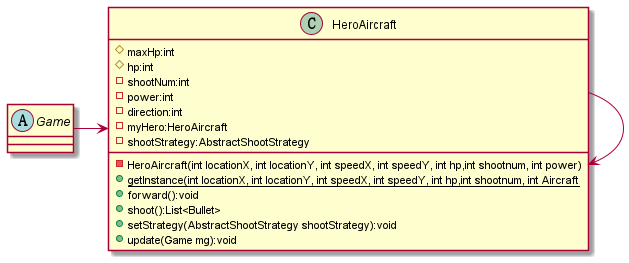 C HeroAircraft
maxHp:int
hp:int
shootNum:int
power:int
direction:int
myHero:HeroAircraft
shootStrategy:AbstractShootStrategy
A Game
HeroAircraft(int locationX, int locationY, int speedX, int speedY, int hp,int shootnum, int power)
getInstance(int locationX, int locationY, int speedX, int speedY, int hp,int shootnum, int Aircraft
forward():void
shoot():List<Bullet>
setStrategy(AbstractShootStrategy shootStrategy):void
update(Game mg):void